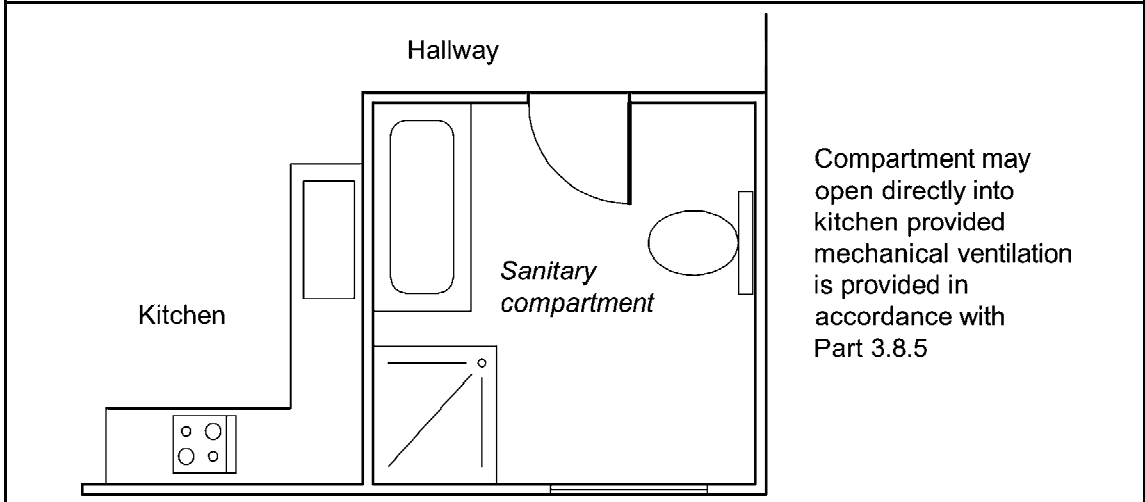 Hallway
Compartment may
open directly into
kitchen provided
mechanical ventilation
is provided in
accordance with
Part 3.8.5
Sanitary
compartment
Kitchen